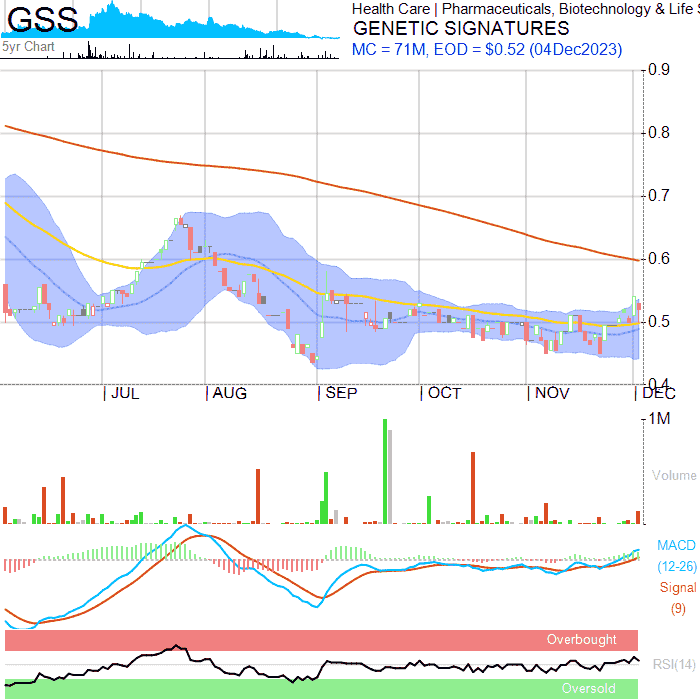 GSS
5yr Chart
Health Care | Pharmaceuticals, Biotechnology & Life S
GENETIC SIGNATURES
MC = 71M, EOD = $0.52 (04Dec2023)
0.9
0.8
0.7
0.6
0.5
0.4
JUL AUG SEP OCT NOV DEC
1M
Volume
MACD
(12-26)
Signal
(9)
Overbought
RSI(14)
Oversold